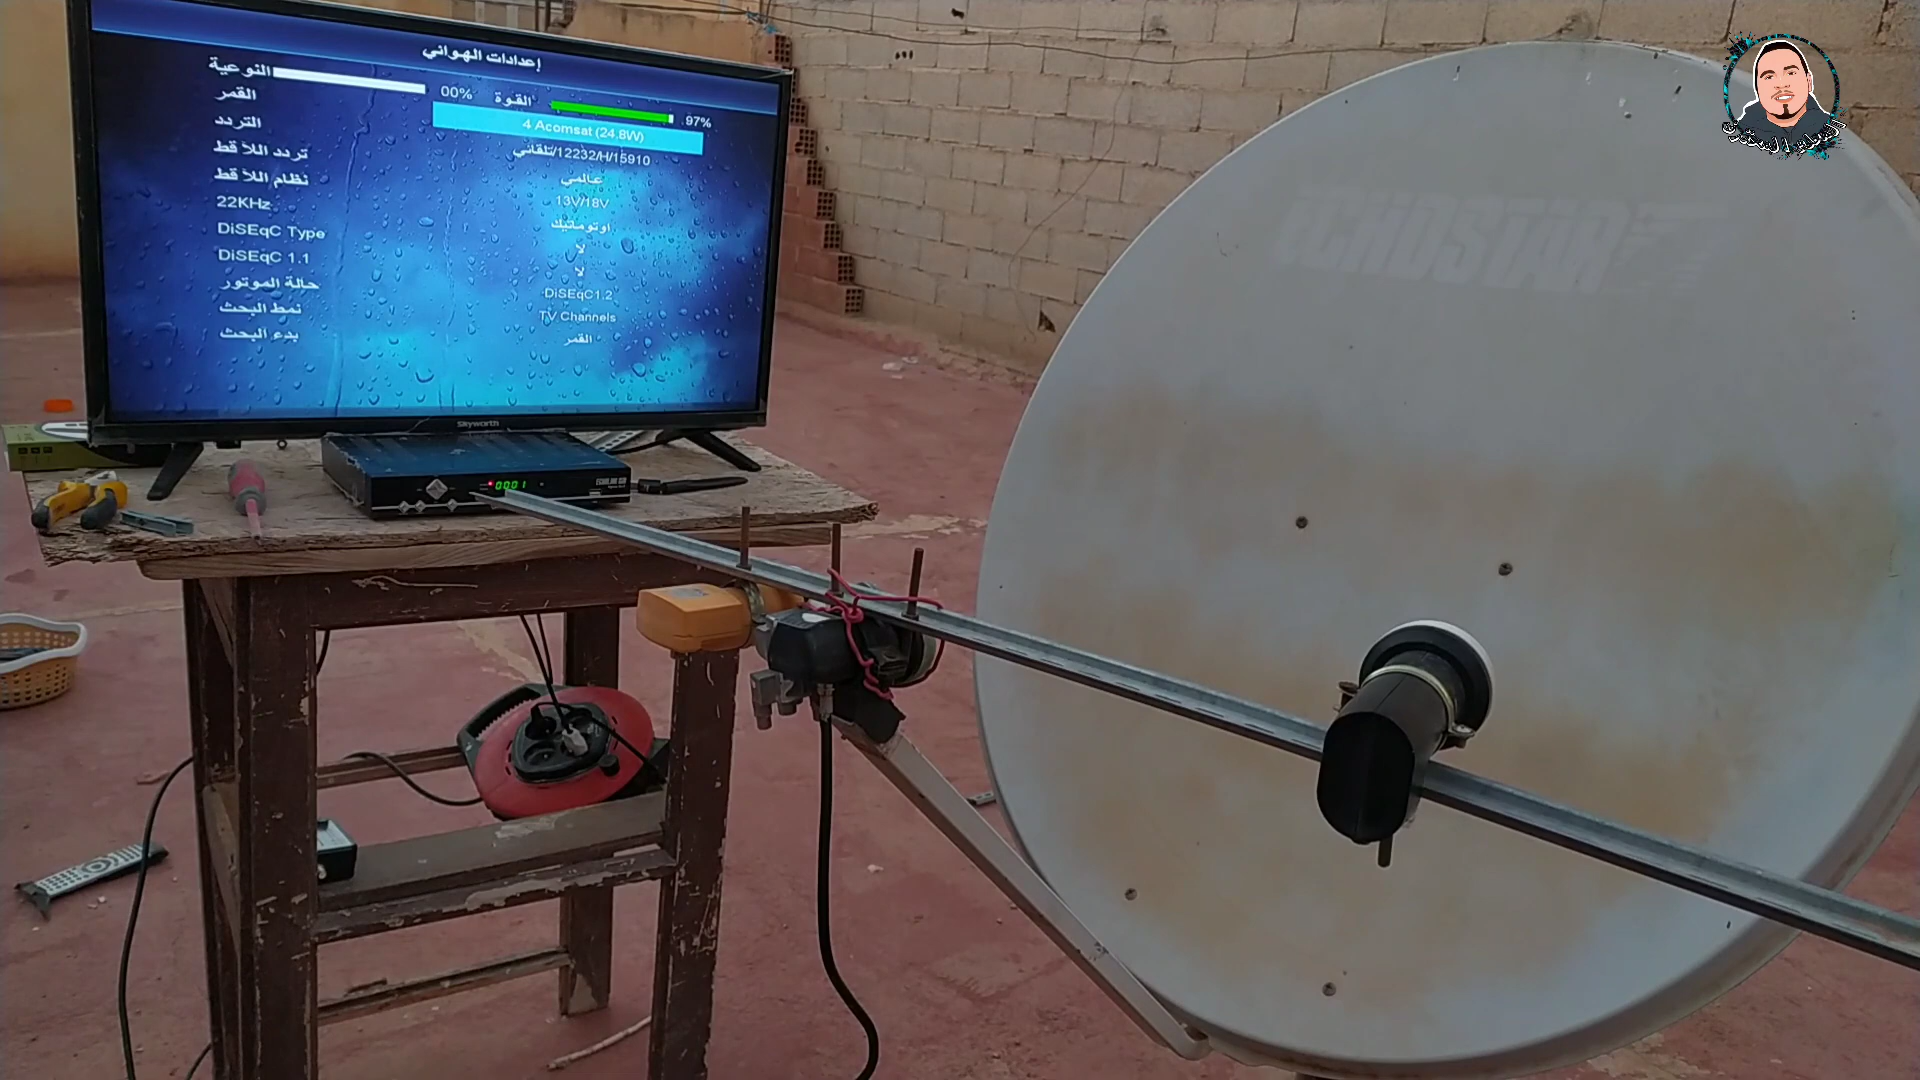 إعدادات الهوائي
النوعية 00% القوة 97%
القمر 4 Acomsat (24.8W)
التردد تلقائي/12232/H/15910
تردد اللاقط عالمي
نظام اللاقط 13V/18V
22KHz اوتوماتيك
DiSEqC Type لا
DiSEqC 1.1 لا
حالة الموتور DiSEqC1.2
نمط البحث TV Channels
بدء البحث القمر
Skyworth
0001